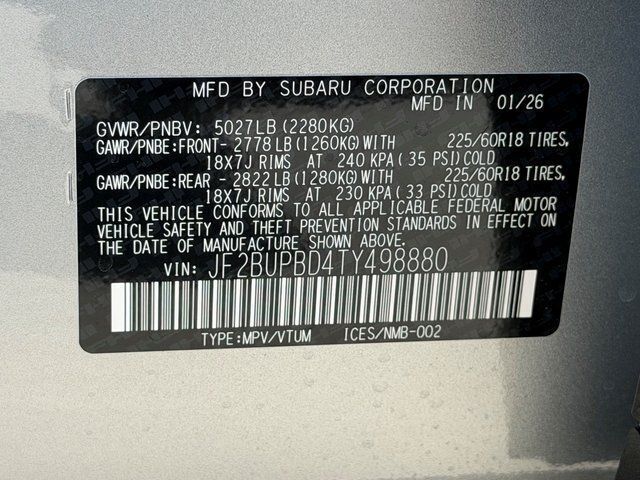 MFD BY SUBARU CORPORATION
MFD IN 01/26
GVWR/PNBV: 5027LB (2280KG)
GAWR/PNBE:FRONT- 2778 LB (1260KG) WITH 225/60R18 TIRES,
18X7J RIMS AT 240 KPA ( 35 PSI) COLD
GAWR/PNBE:REAR - 2822 LB (1280KG) WITH 225/60R18 TIRES,
18X7J RIMS AT 230 KPA ( 33 PSI) COLD
THIS VEHICLE CONFORMS TO ALL APPLICABLE FEDERAL MOTOR
VEHICLE SAFETY AND THEFT PREVENTION STANDARDS IN EFFECT ON
THE DATE OF MANUFACTURE SHOWN ABOVE.
VIN: JF2BUPBD4TY498880
TYPE:MPV/VTUM ICES/NMB-002